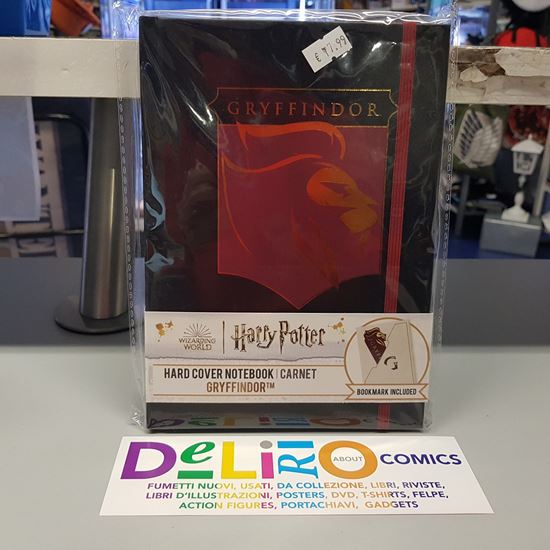 € 17,99
GRYFFINDOR
WIZARDING
WORLD
Harry Potter
HARD COVER NOTEBOOK | CARNET
GRYFFINDOR™
G
BOOKMARK INCLUDED
DeLiRiO
ABOUT
COMICS
FUMETTI NUOVI, USATI, DA COLLEZIONE, LIBRI, RIVISTE,
LIBRI D'ILLUSTRAZIONI, POSTERS, DVD, T-SHIRTS, FELPE,
ACTION FIGURES, PORTACHIAVI, GADGETS